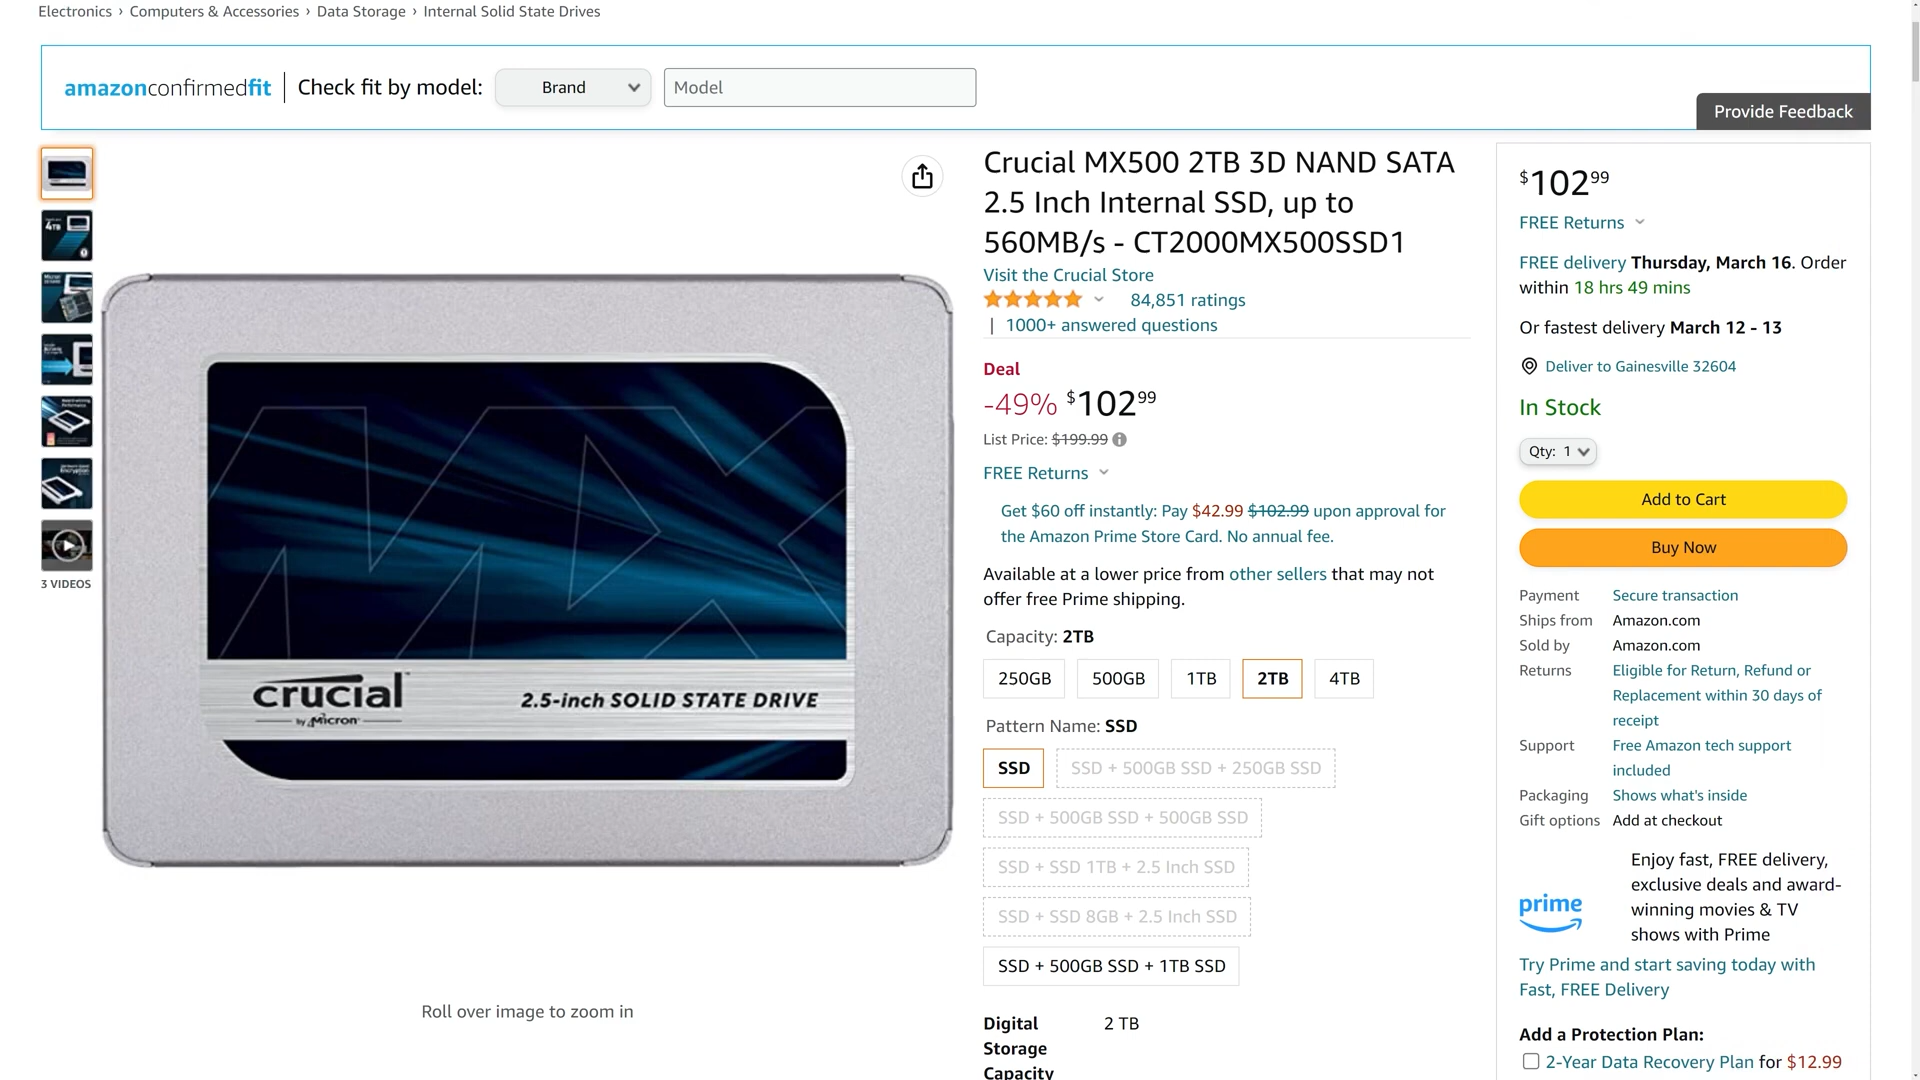 Electronics › Computers & Accessories › Data Storage › Internal Solid State Drives
amazonconfirmedfit
Check fit by model:
Brand
Model
Provide Feedback
4TB
3 VIDEOS
crucial
by Micron
2.5-inch SOLID STATE DRIVE
Roll over image to zoom in
Crucial MX500 2TB 3D NAND SATA
2.5 Inch Internal SSD, up to
560MB/s - CT2000MX500SSD1
Visit the Crucial Store
84,851 ratings
| 1000+ answered questions
Deal
-49% $102.99
List Price: $199.99
FREE Returns
Get $60 off instantly: Pay $42.99 $102.99 upon approval for
the Amazon Prime Store Card. No annual fee.
Available at a lower price from other sellers that may not
offer free Prime shipping.
Capacity: 2TB
250GB 500GB 1TB 2TB 4TB
Pattern Name: SSD
SSD SSD + 500GB SSD + 250GB SSD
SSD + 500GB SSD + 500GB SSD
SSD + SSD 1TB + 2.5 Inch SSD
SSD + SSD 8GB + 2.5 Inch SSD
SSD + 500GB SSD + 1TB SSD
Digital 2 TB
Storage
Capacity
$102.99
FREE Returns
FREE delivery Thursday, March 16. Order
within 18 hrs 49 mins
Or fastest delivery March 12 - 13
Deliver to Gainesville 32604
In Stock
Qty: 1
Add to Cart
Buy Now
Payment Secure transaction
Ships from Amazon.com
Sold by Amazon.com
Returns Eligible for Return, Refund or
Replacement within 30 days of
receipt
Support Free Amazon tech support
included
Packaging Shows what's inside
Gift options Add at checkout
prime
Enjoy fast, FREE delivery,
exclusive deals and award-
winning movies & TV
shows with Prime
Try Prime and start saving today with
Fast, FREE Delivery
Add a Protection Plan:
2-Year Data Recovery Plan for $12.99